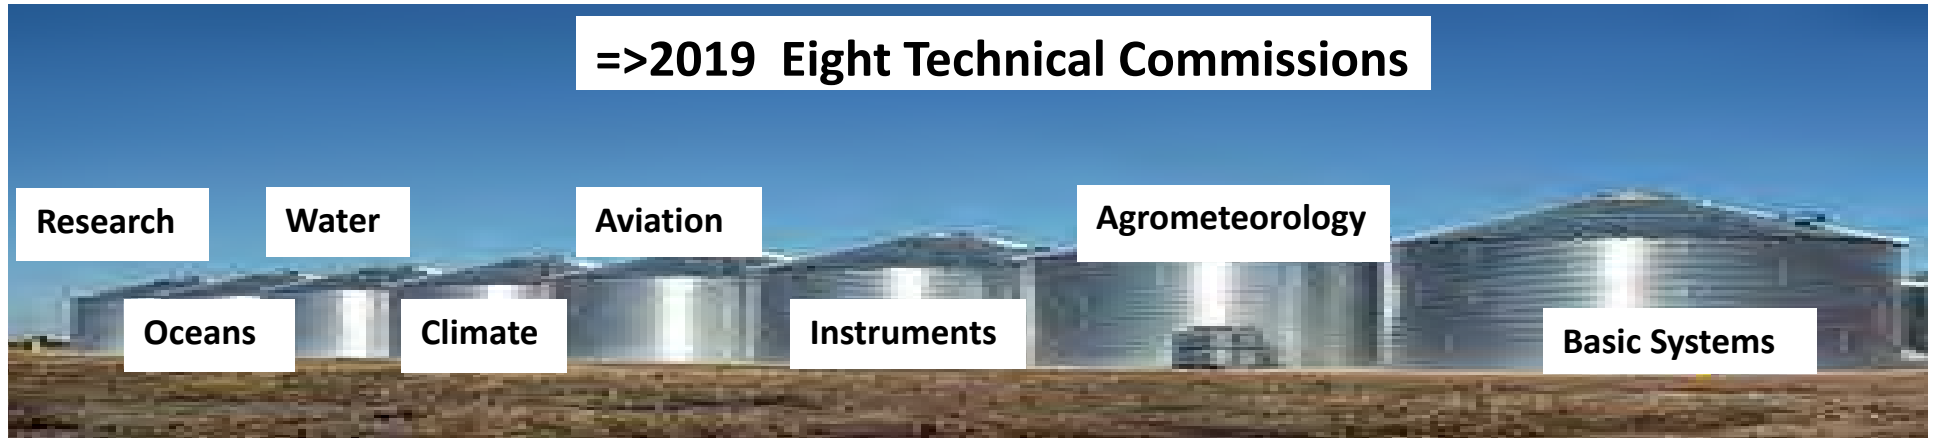 =>2019  Eight Technical Commissions
Research
Water
Aviation
Agrometeorology
Oceans
Climate
Instruments
Basic Systems